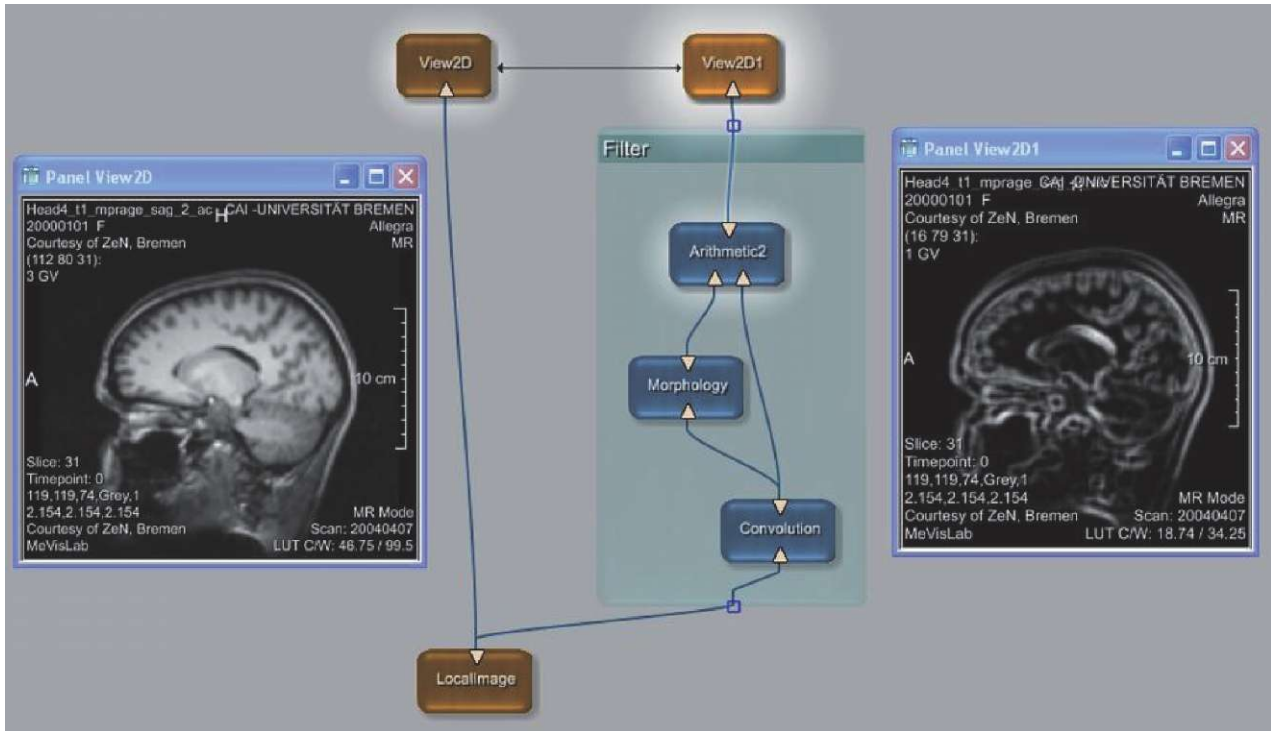 View2D
View2D1
Filter
Arithmetic2
Morphology
Convolution
LocalImage
Panel View2D
Head4_t1_mprage_sag_2_ac CAI -UNIVERSITÄT BREMEN
H
20000101 F Allegra
Courtesy of ZeN, Bremen MR
(112 80 31):
3 GV
A
10 cm
Slice: 31
Timepoint: 0
119,119,74,Grey,1
2.154,2.154,2.154 MR Mode
Courtesy of ZeN, Bremen Scan: 20040407
MeVisLab LUT C/W: 46.75 / 99.5
Panel View2D1
Head4_t1_mprage CAI -UNIVERSITÄT BREMEN
20000101 F Allegra
Courtesy of ZeN, Bremen MR
(16 79 31):
1 GV
A
10 cm
Slice: 31
Timepoint: 0
119,119,74,Grey,1
2.154,2.154,2.154 MR Mode
Courtesy of ZeN, Bremen Scan: 20040407
MeVisLab LUT C/W: 18.74 / 34.25